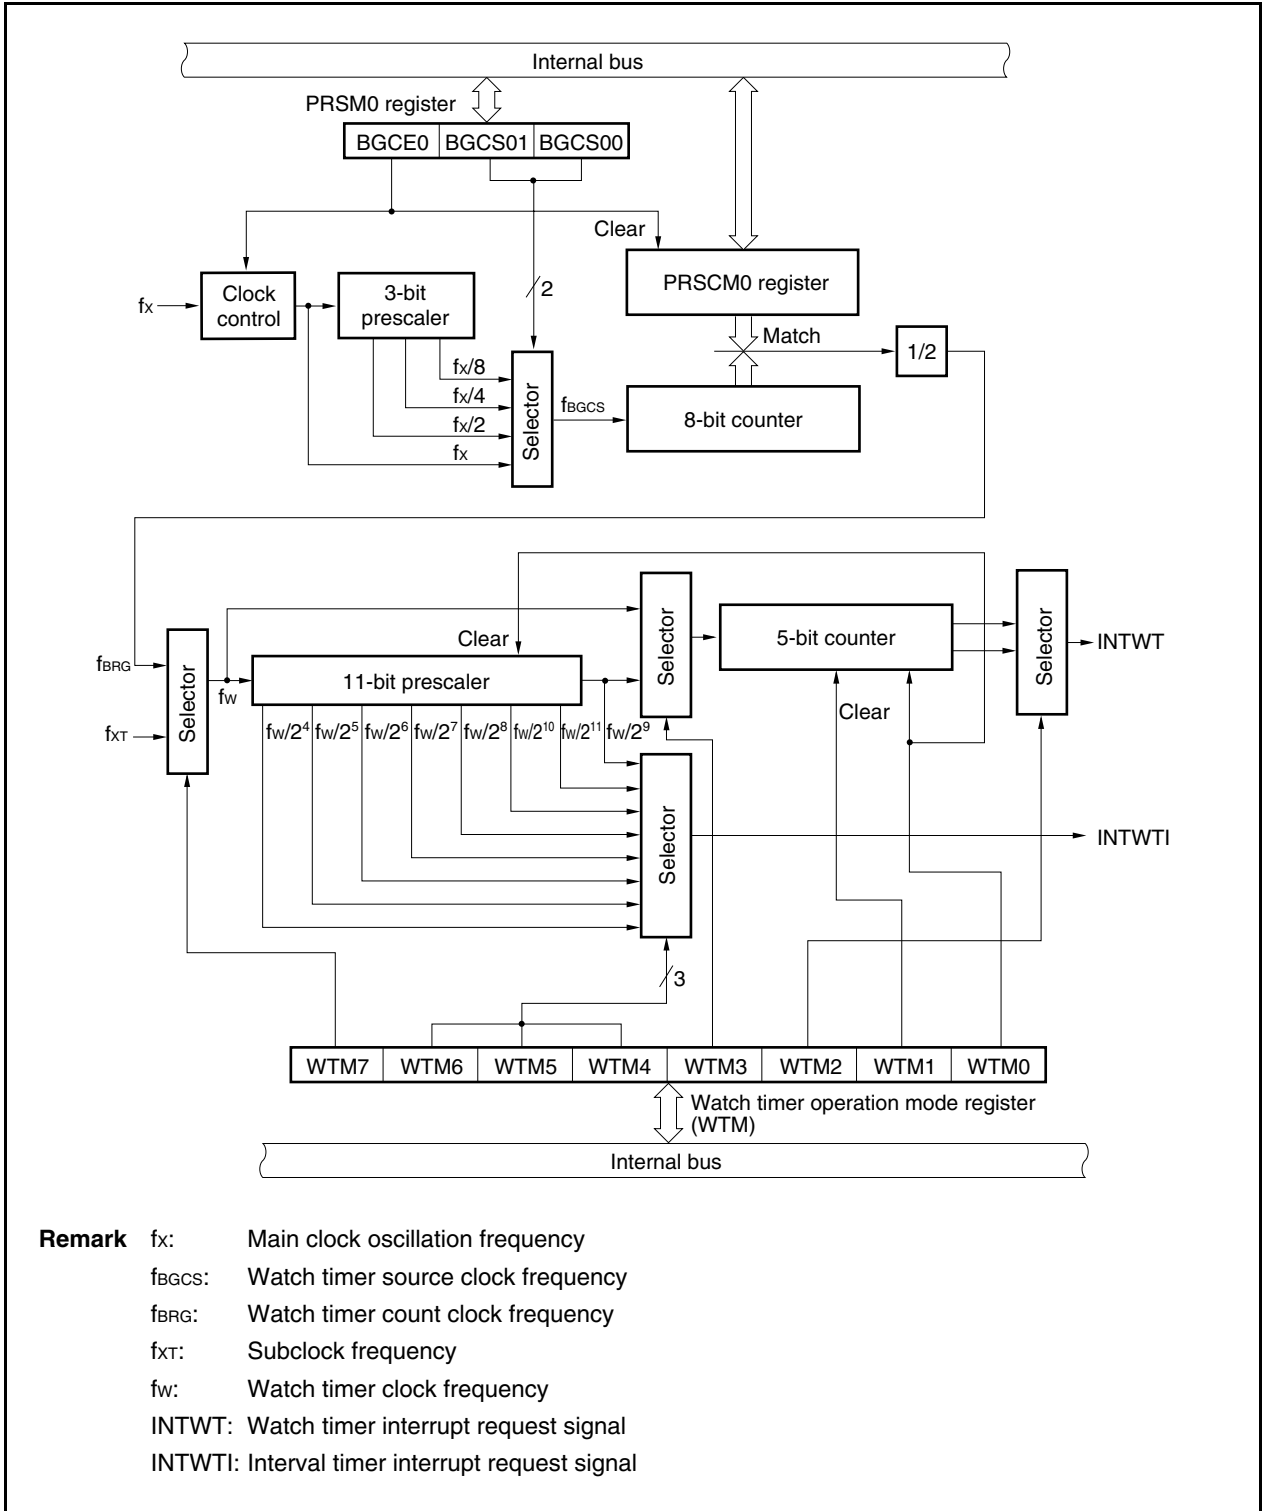 Internal bus
PRSM0 register
BGCE0 BGCS01 BGCS00
Clear
PRSCM0 register
2
fX
Clock
control
3-bit
prescaler
Match
1/2
fX/8
fX/4
fX/2
fX
Selector
fBGCS
8-bit counter
Selector
5-bit counter
Selector
INTWT
Clear
fBRG
Selector
fW
11-bit prescaler
Clear
fXT
fW/2⁴ fW/2⁵ fW/2⁶ fW/2⁷ fW/2⁸ fW/2¹⁰ fW/2¹¹ fW/2⁹
Selector
INTWTI
3
WTM7 WTM6 WTM5 WTM4 WTM3 WTM2 WTM1 WTM0
Watch timer operation mode register
(WTM)
Internal bus
Remark fX: Main clock oscillation frequency
fBGCS: Watch timer source clock frequency
fBRG: Watch timer count clock frequency
fXT: Subclock frequency
fW: Watch timer clock frequency
INTWT: Watch timer interrupt request signal
INTWTI: Interval timer interrupt request signal